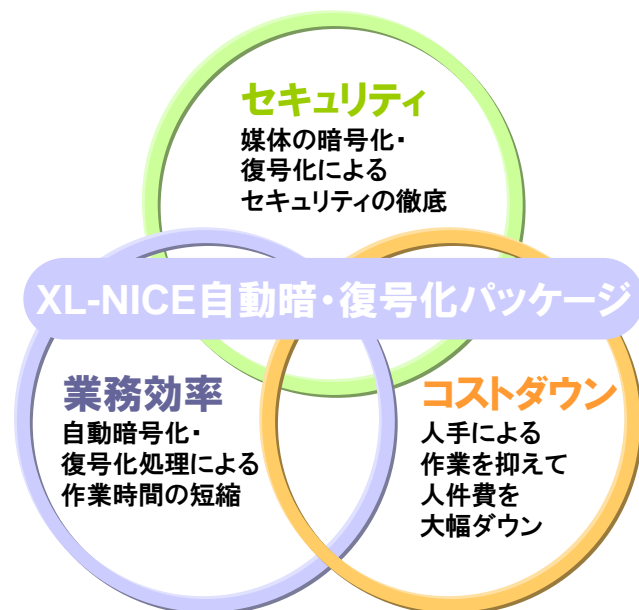 セキュリティ
媒体の暗号化・
復号化による
セキュリティの徹底
XL-NICE自動暗・復号化パッケージ
業務効率
自動暗号化・
復号化処理による
作業時間の短縮
コストダウン
人手による
作業を抑えて
人件費を
大幅ダウン